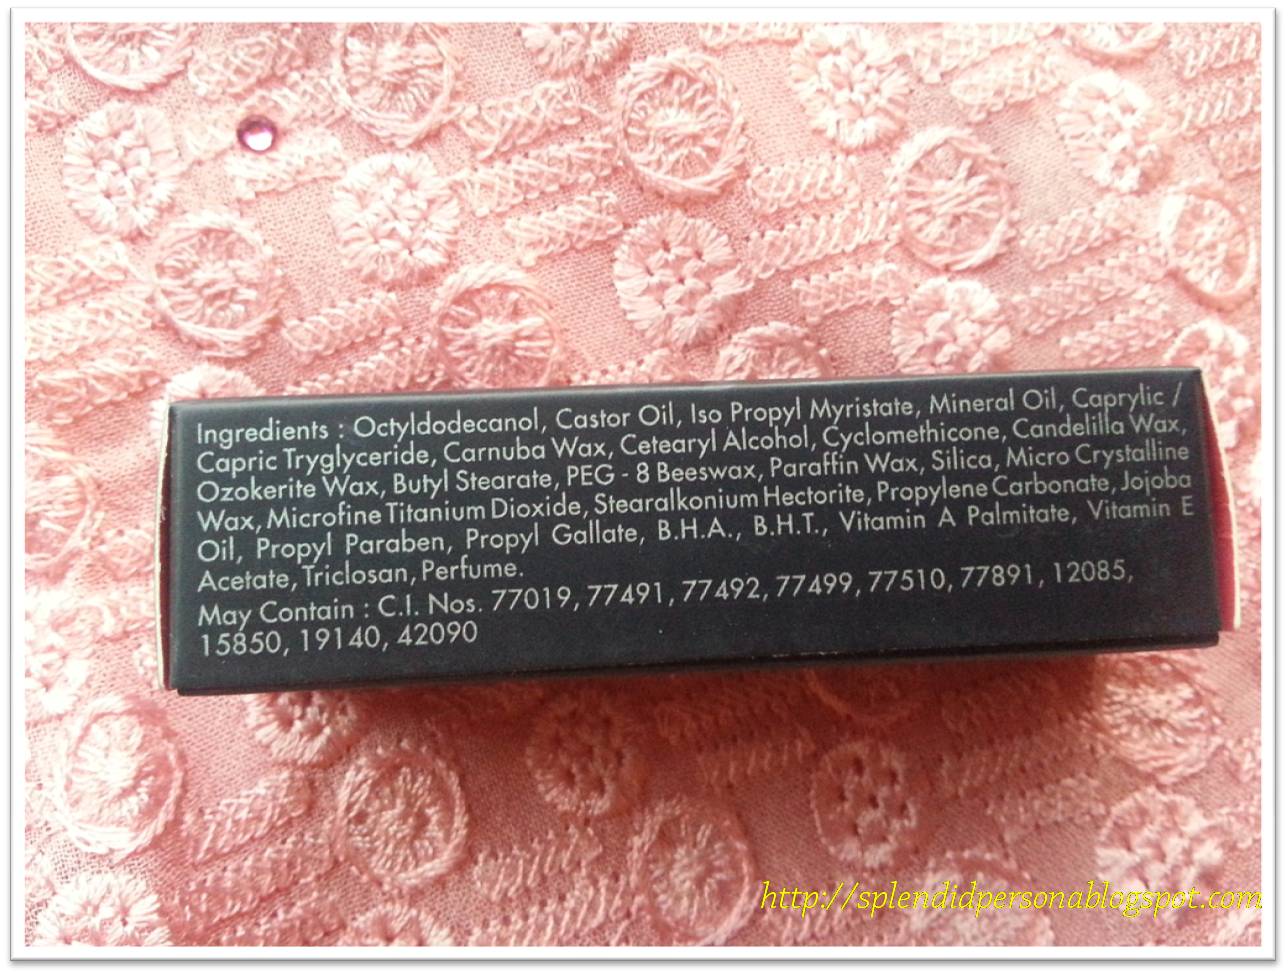 Ingredients : Octyldodecanol, Castor Oil, Iso Propyl Myristate, Mineral Oil, Caprylic /
Capric Tryglyceride, Carnuba Wax, Cetearyl Alcohol, Cyclomethicone, Candelilla Wax,
Ozokerite Wax, Butyl Stearate, PEG - 8 Beeswax, Paraffin Wax, Silica, Micro Crystalline
Wax, Microfine Titanium Dioxide, Stearalkonium Hectorite, Propylene Carbonate, Jojoba
Oil, Propyl Paraben, Propyl Gallate, B.H.A., B.H.T., Vitamin A Palmitate, Vitamin E
Acetate, Triclosan, Perfume.
May Contain : C.I. Nos. 77019, 77491, 77492, 77499, 77510, 77891, 12085,
15850, 19140, 42090
http://splendidpersonablogspot.com